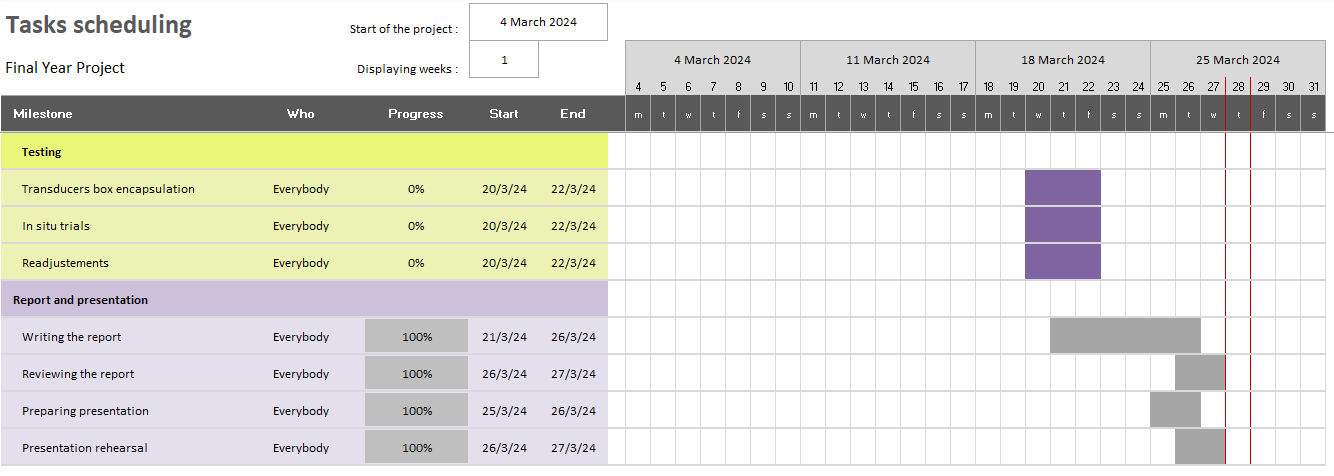 Tasks scheduling
Start of the project : 4 March 2024
Final Year Project
Displaying weeks : 1
4 March 2024 11 March 2024 18 March 2024 25 March 2024
4 5 6 7 8 9 10 11 12 13 14 15 16 17 18 19 20 21 22 23 24 25 26 27 28 29 30 31
Milestone Who Progress Start End m t w t f s s m t w t f s s m t w t f s s m t w t f s s
Testing
Transducers box encapsulation Everybody 0% 20/3/24 22/3/24
In situ trials Everybody 0% 20/3/24 22/3/24
Readjustements Everybody 0% 20/3/24 22/3/24
Report and presentation
Writing the report Everybody 100% 21/3/24 26/3/24
Reviewing the report Everybody 100% 26/3/24 27/3/24
Preparing presentation Everybody 100% 25/3/24 26/3/24
Presentation rehearsal Everybody 100% 26/3/24 27/3/24